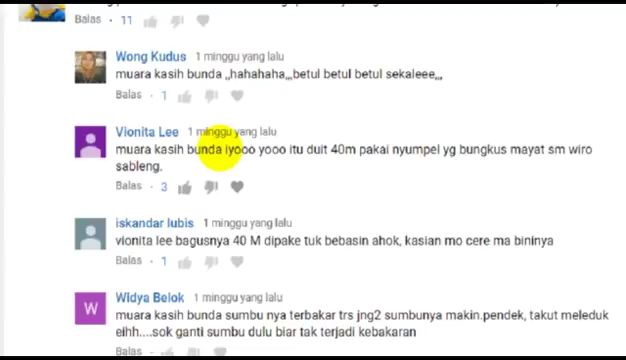 Balas · 11
Wong Kudus 1 minggu yang lalu
muara kasih bunda ,,hahahaha,,,betul betul betul sekaleee,,,
Balas · 1
Vionita Lee 1 minggu yang lalu
muara kasih bunda iyooo yooo itu duit 40m pakai nyumpel yg bungkus mayat sm wiro
sableng.
Balas · 3
iskandar lubis 1 minggu yang lalu
vionita lee bagusnya 40 M dipake tuk bebasin ahok, kasian mo cere ma bininya
Balas · 1
W
Widya Belok 1 minggu yang lalu
muara kasih bunda sumbu nya terbakar trs jng2 sumbunya makin.pendek, takut meleduk
eihh....sok ganti sumbu dulu biar tak terjadi kebakaran
Balas ·